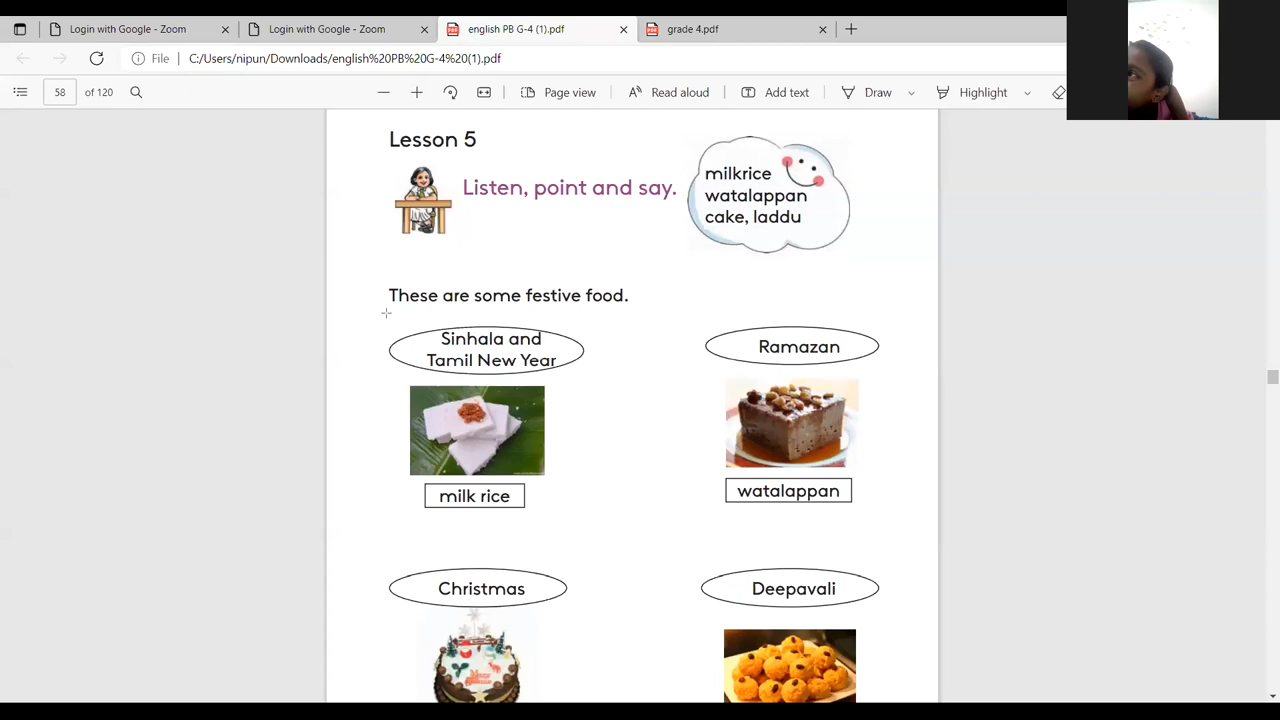 Login with Google - Zoom
Login with Google - Zoom
english PB G-4 (1).pdf
grade 4.pdf
File
C:/Users/nipun/Downloads/english%20PB%20G-4%20(1).pdf
58
of 120
Page view
Read aloud
Add text
Draw
Highlight
Lesson 5
Listen, point and say.
milkrice
watalappan
cake, laddu
These are some festive food.
Sinhala and
Tamil New Year
Ramazan
milk rice
watalappan
Christmas
Deepavali